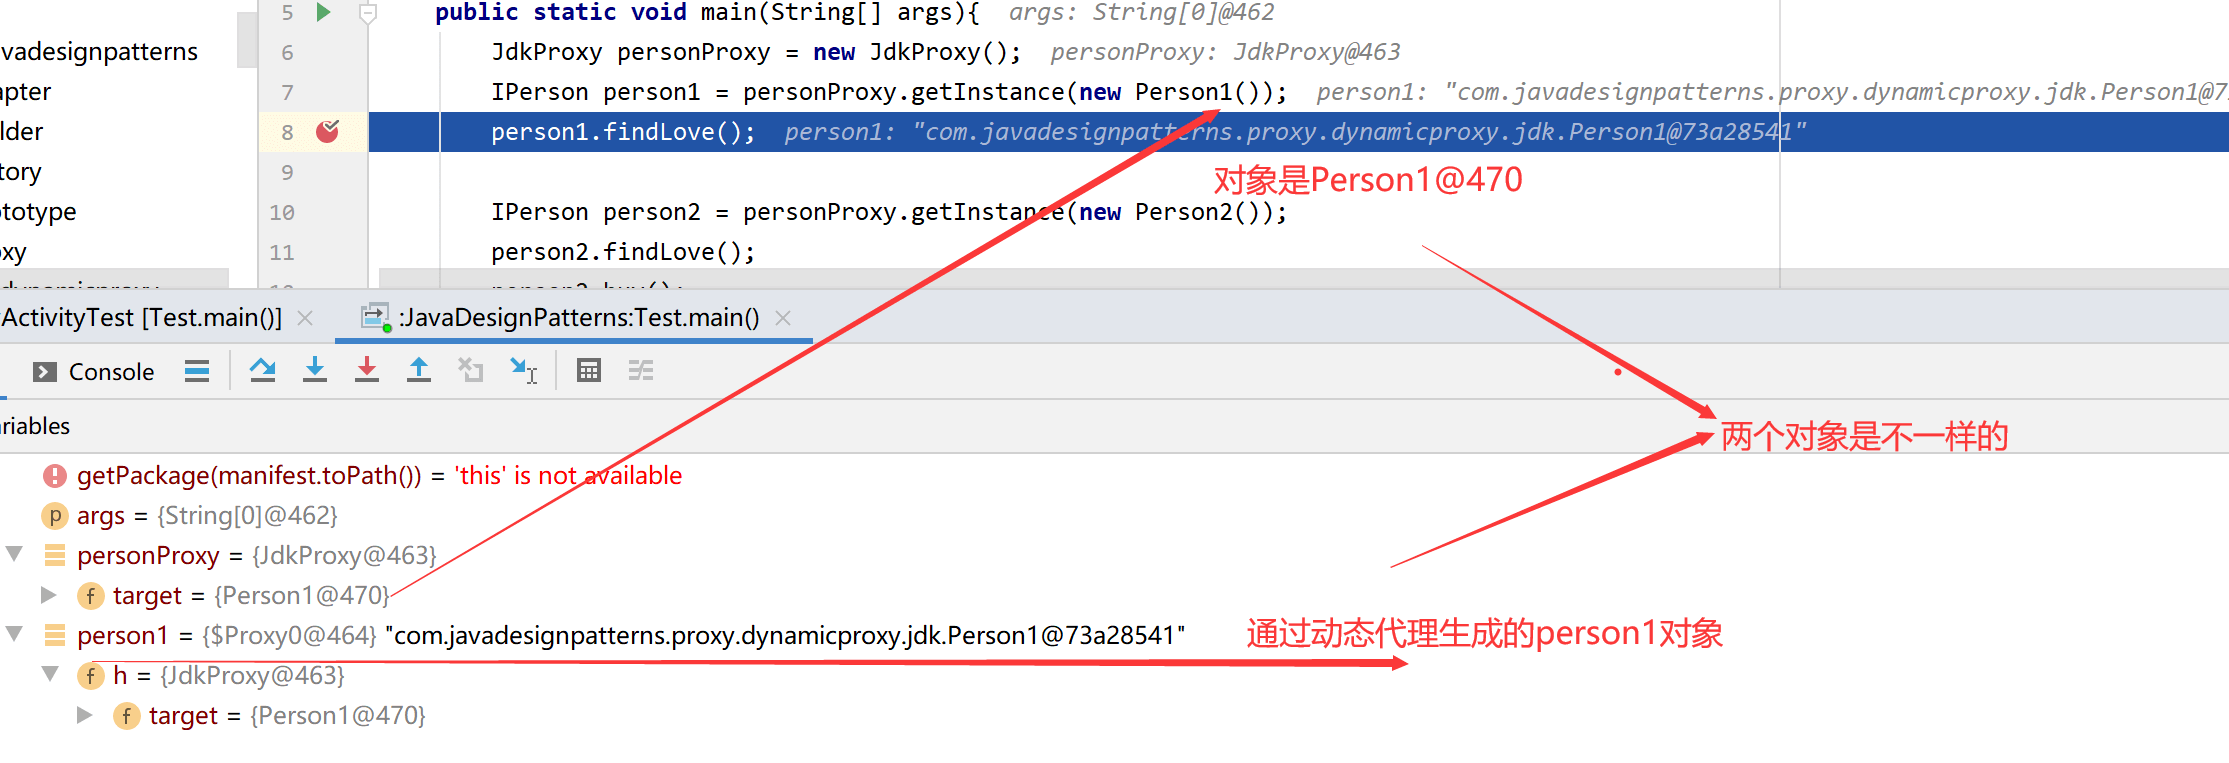 5 public static void main(String[] args){ args: String[0]@462
vadesignpatterns 6 JdkProxy personProxy = new JdkProxy(); personProxy: JdkProxy@463
apter 7 IPerson person1 = personProxy.getInstance(new Person1()); person1: "com.javadesignpatterns.proxy.dynamicproxy.jdk.Person1@73
lder 8 person1.findLove(); person1: "com.javadesignpatterns.proxy.dynamicproxy.jdk.Person1@73a28541"
tory 9 对象是Person1@470
ototype 10 IPerson person2 = personProxy.getInstance(new Person2());
oxy 11 person2.findLove();
dynamicproxy person2.buy();
ActivityTest [Test.main()] :JavaDesignPatterns:Test.main()
Console
riables
两个对象是不一样的
getPackage(manifest.toPath()) = 'this' is not available
args = {String[0]@462}
personProxy = {JdkProxy@463}
target = {Person1@470}
person1 = {$Proxy0@464} "com.javadesignpatterns.proxy.dynamicproxy.jdk.Person1@73a28541" 通过动态代理生成的person1对象
h = {JdkProxy@463}
target = {Person1@470}